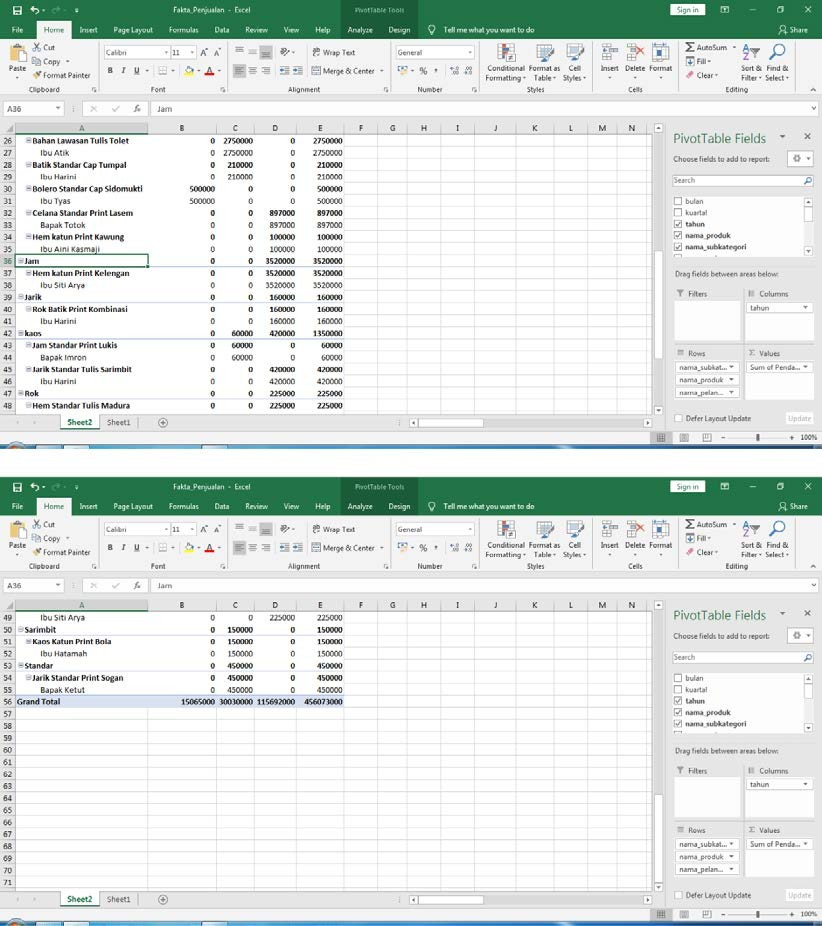 Fakta_Penjualan - Excel PivotTable Tools Sign in
File Home Insert Page Layout Formulas Data Review View Help Analyze Design Tell me what you want to do Share
Cut Calibri 11 Wrap Text General AutoSum
Paste Copy Fill
Format Painter Merge & Center Conditional Formatting Format as Table Cell Styles Insert Delete Format Clear Sort & Filter Find & Select
Clipboard Font Alignment Number Styles Cells Editing
A36 Jam
A B C D E F G H I J K L M N
26 Bahan Lawasan Tulis Tolet 0 2750000 0 2750000
27 Ibu Atik 0 2750000 0 2750000
28 Batik Standar Cap Tumpal 0 210000 0 210000
29 Ibu Harini 0 210000 0 210000
30 Bolero Standar Cap Sidomukti 500000 0 0 500000
31 Ibu Tyas 500000 0 0 500000
32 Celana Standar Print Lasem 0 0 897000 897000
33 Bapak Totok 0 0 897000 897000
34 Hem katun Print Kawung 0 0 100000 100000
35 Ibu Aini Kasmaji 0 0 100000 100000
36 Jam 0 0 3520000 3520000
37 Hem katun Print Kelengan 0 0 3520000 3520000
38 Ibu Siti Arya 0 0 3520000 3520000
39 Jarik 0 0 160000 160000
40 Rok Batik Print Kombinasi 0 0 160000 160000
41 Ibu Harini 0 0 160000 160000
42 kaos 0 60000 420000 1350000
43 Jam Standar Print Lukis 0 60000 0 60000
44 Bapak Imron 0 60000 0 60000
45 Jarik Standar Tulis Sarimbit 0 0 420000 420000
46 Ibu Harini 0 0 420000 420000
47 Rok 0 0 225000 225000
48 Hem Standar Tulis Madura 0 0 225000 225000
Sheet2 Sheet1
PivotTable Fields
Choose fields to add to report:
Search
bulan
kuartal
tahun
nama_produk
nama_subkategori
Drag fields between areas below:
Filters Columns
tahun
Rows Values
nama_subkat... Sum of Penda...
nama_produk
nama_pelan...
Defer Layout Update Update
100%
Fakta_Penjualan - Excel PivotTable Tools Sign in
File Home Insert Page Layout Formulas Data Review View Help Analyze Design Tell me what you want to do Share
Cut Calibri 11 Wrap Text General AutoSum
Paste Copy Fill
Format Painter Merge & Center Conditional Formatting Format as Table Cell Styles Insert Delete Format Clear Sort & Filter Find & Select
Clipboard Font Alignment Number Styles Cells Editing
A36 Jam
A B C D E F G H I J K L M N
49 Ibu Siti Arya 0 0 225000 225000
50 Sarimbit 0 150000 0 150000
51 Kaos Katun Print Bola 0 150000 0 150000
52 Ibu Hatamah 0 150000 0 150000
53 Standar 0 450000 0 450000
54 Jarik Standar Print Sogan 0 450000 0 450000
55 Bapak Ketut 0 450000 0 450000
56 Grand Total 15065000 30030000 115692000 456073000
57
58
59
60
61
62
63
64
65
66
67
68
69
70
71
Sheet2 Sheet1
PivotTable Fields
Choose fields to add to report:
Search
bulan
kuartal
tahun
nama_produk
nama_subkategori
Drag fields between areas below:
Filters Columns
tahun
Rows Values
nama_subkat... Sum of Penda...
nama_produk
nama_pelan...
Defer Layout Update Update
100%